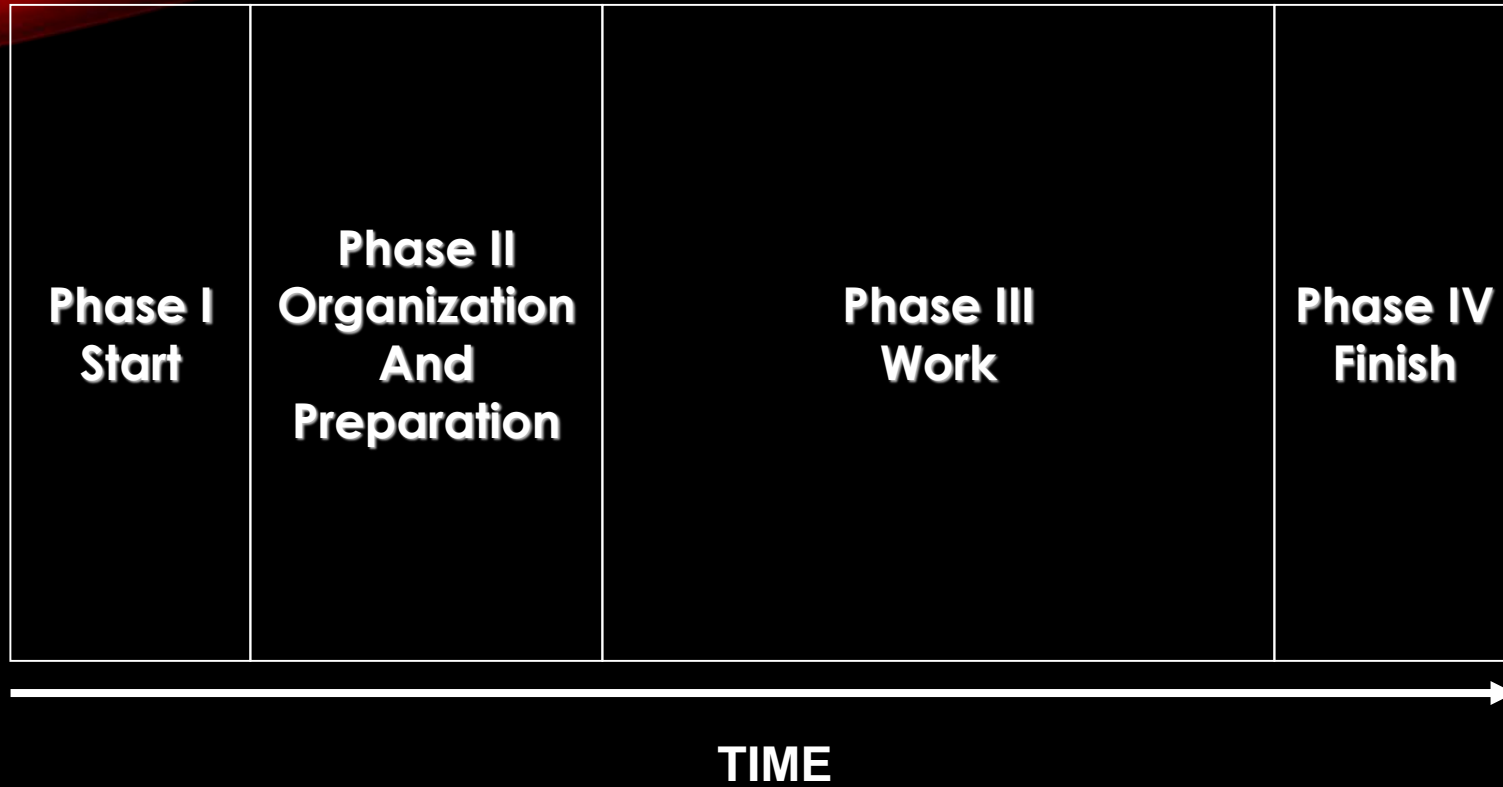 Phase I
Start
Phase II
Organization
And
Preparation
Phase III
Work
Phase IV
Finish
TIME